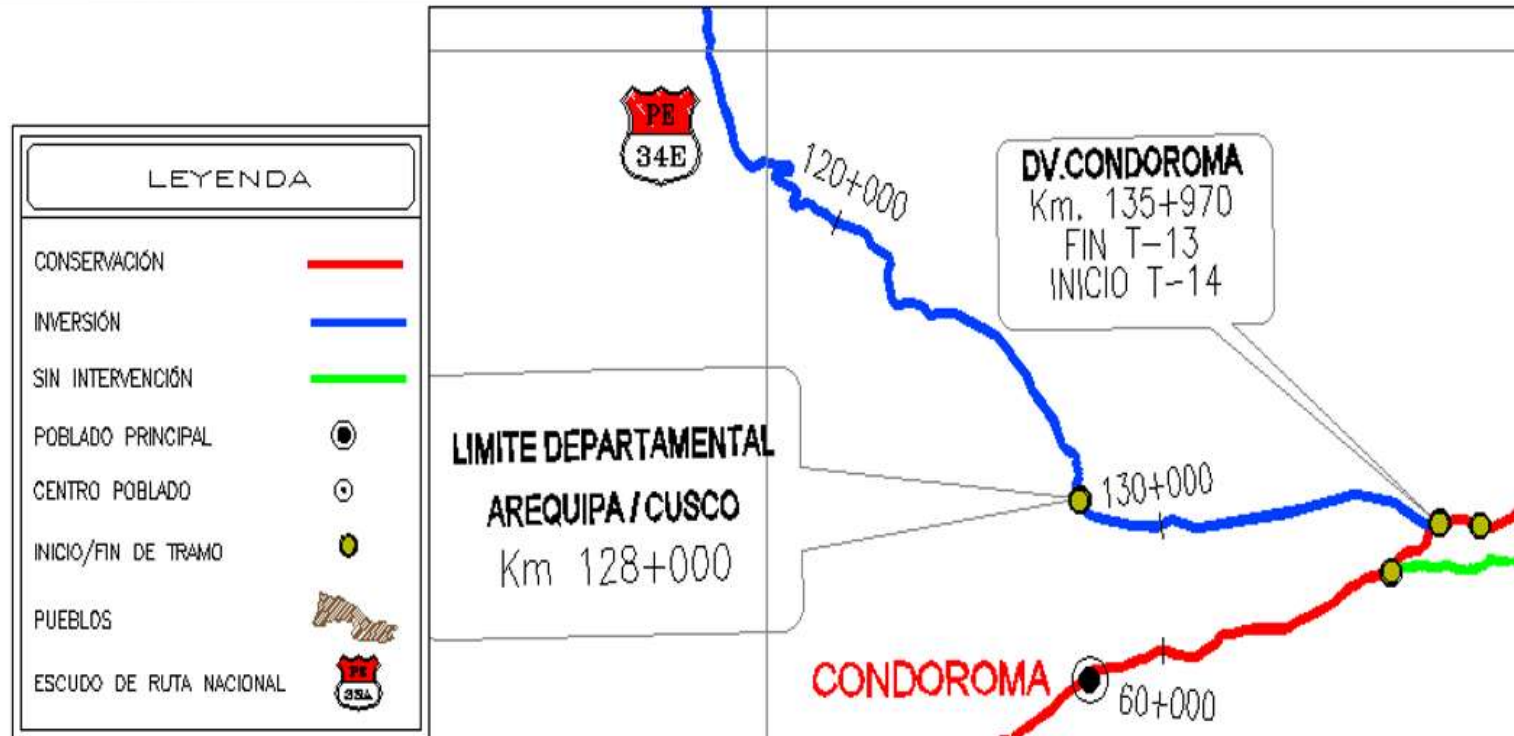 LEYENDA
CONSERVACIÓN
INVERSIÓN
SIN INTERVENCIÓN
POBLADO PRINCIPAL
CENTRO POBLADO
INICIO/FIN DE TRAMO
PUEBLOS
ESCUDO DE RUTA NACIONAL
PE
33A
PE
34E
120+000
DV.CONDOROMA
Km. 135+970
FIN T-13
INICIO T-14
LIMITE DEPARTAMENTAL
AREQUIPA / CUSCO
Km 128+000
130+000
CONDOROMA
60+000